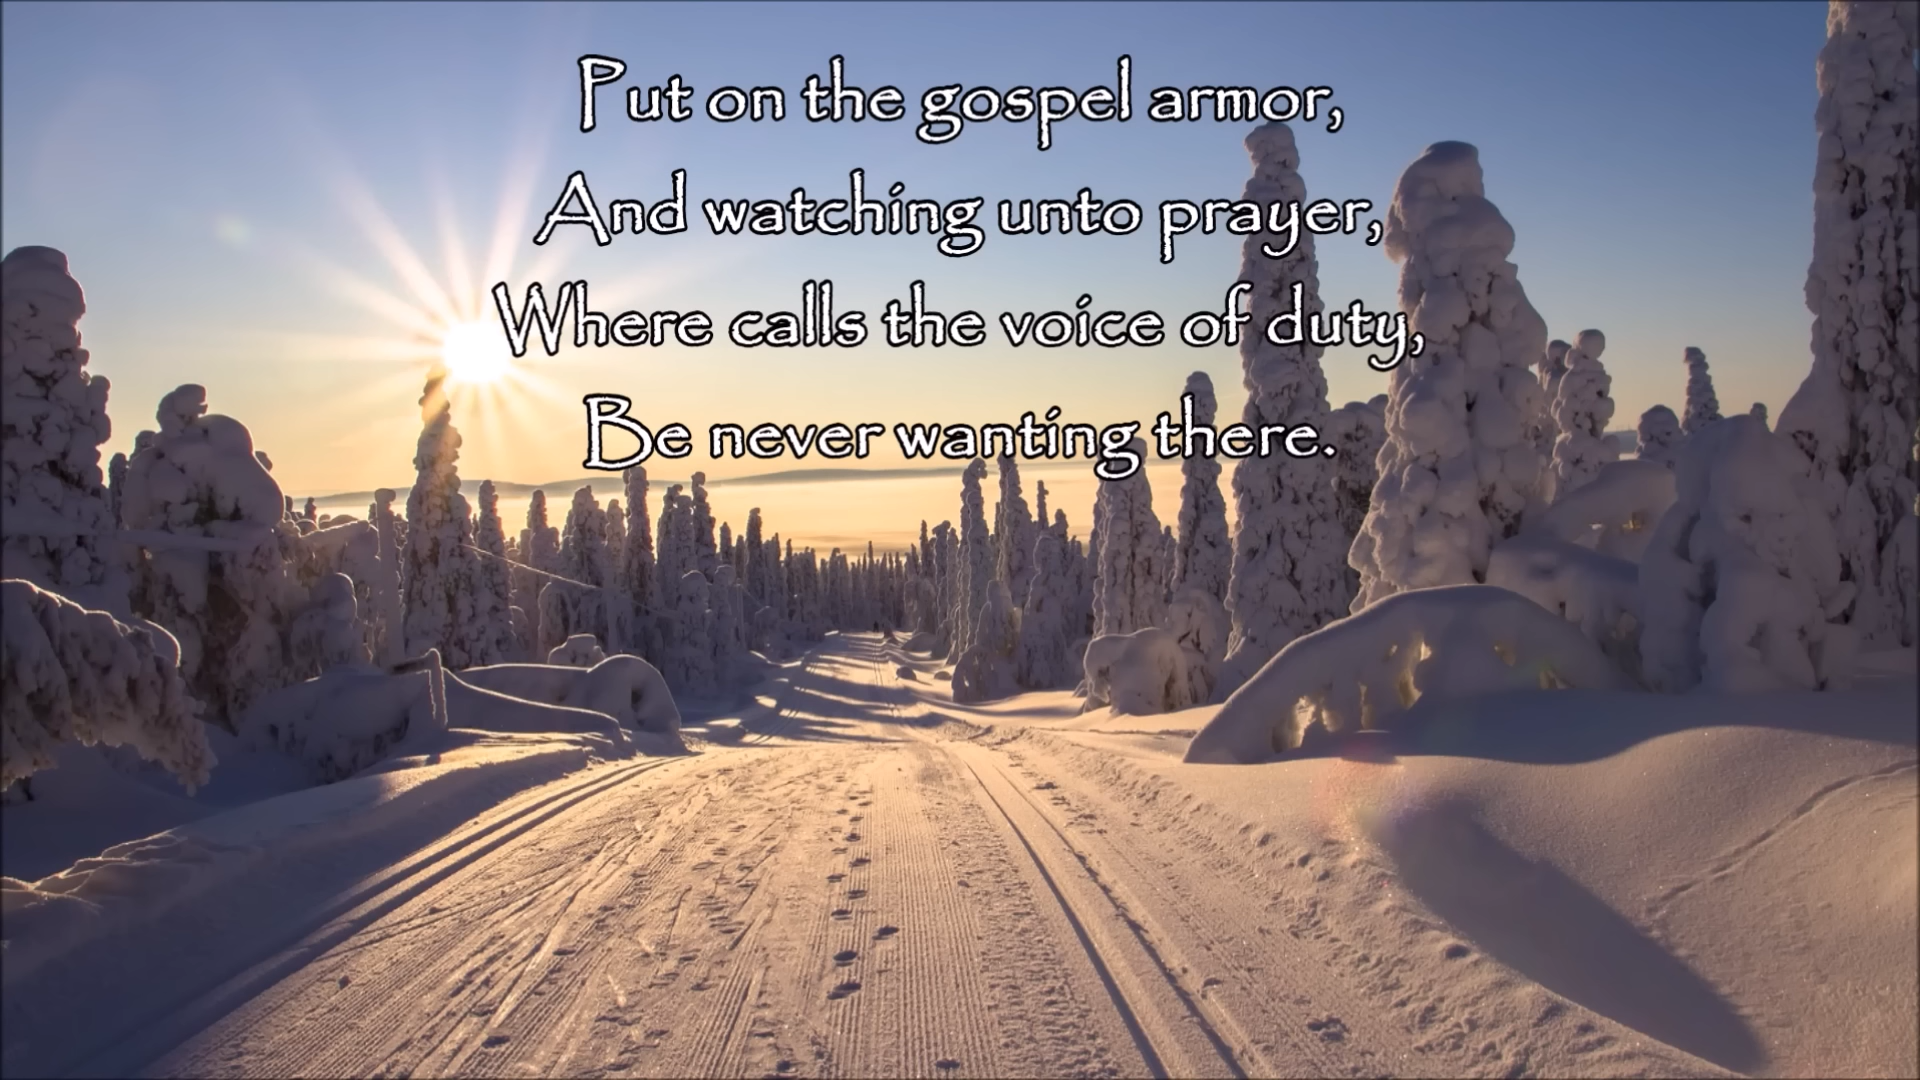 Put on the gospel armor,
And watching unto prayer,
Where calls the voice of duty,
Be never wanting there.